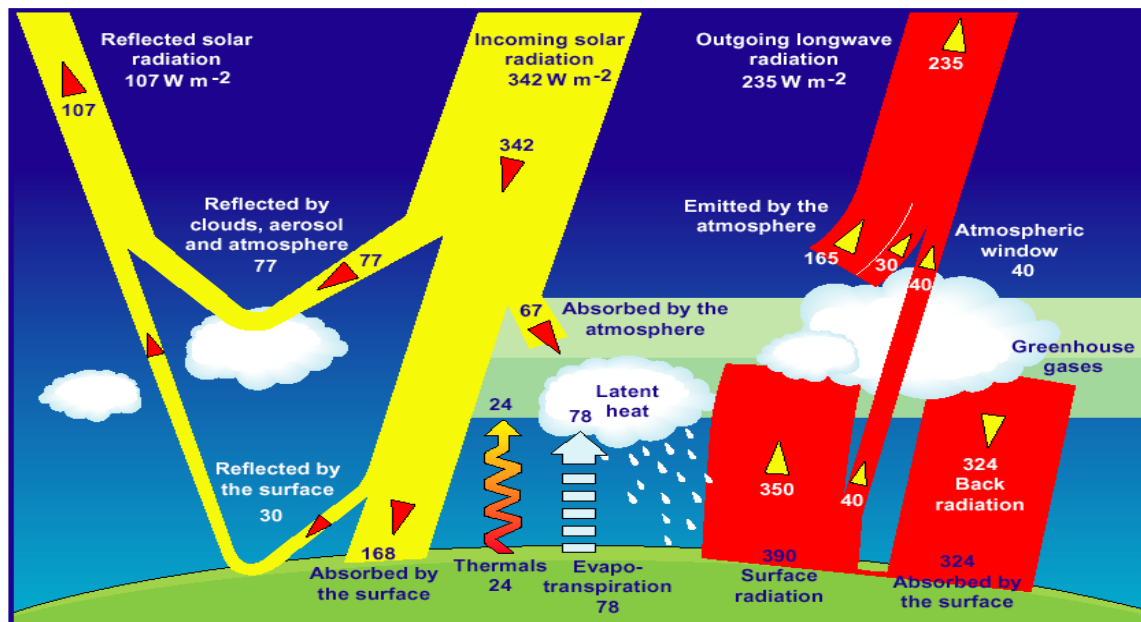 Reflected solar
radiation
107 W m-2
107
Incoming solar
radiation
342 W m-2
342
Outgoing longwave
radiation
235 W m-2
235
Reflected by
clouds, aerosol
and atmosphere
77
77
Emitted by the
atmosphere
165
30
40
Atmospheric
window
40
67
Absorbed by the
atmosphere
Greenhouse
gases
24
78
Latent
heat
Reflected by
the surface
30
350
40
324
Back
radiation
168
Absorbed by
the surface
Thermals
24
Evapo-
transpiration
78
390
Surface
radiation
324
Absorbed by
the surface